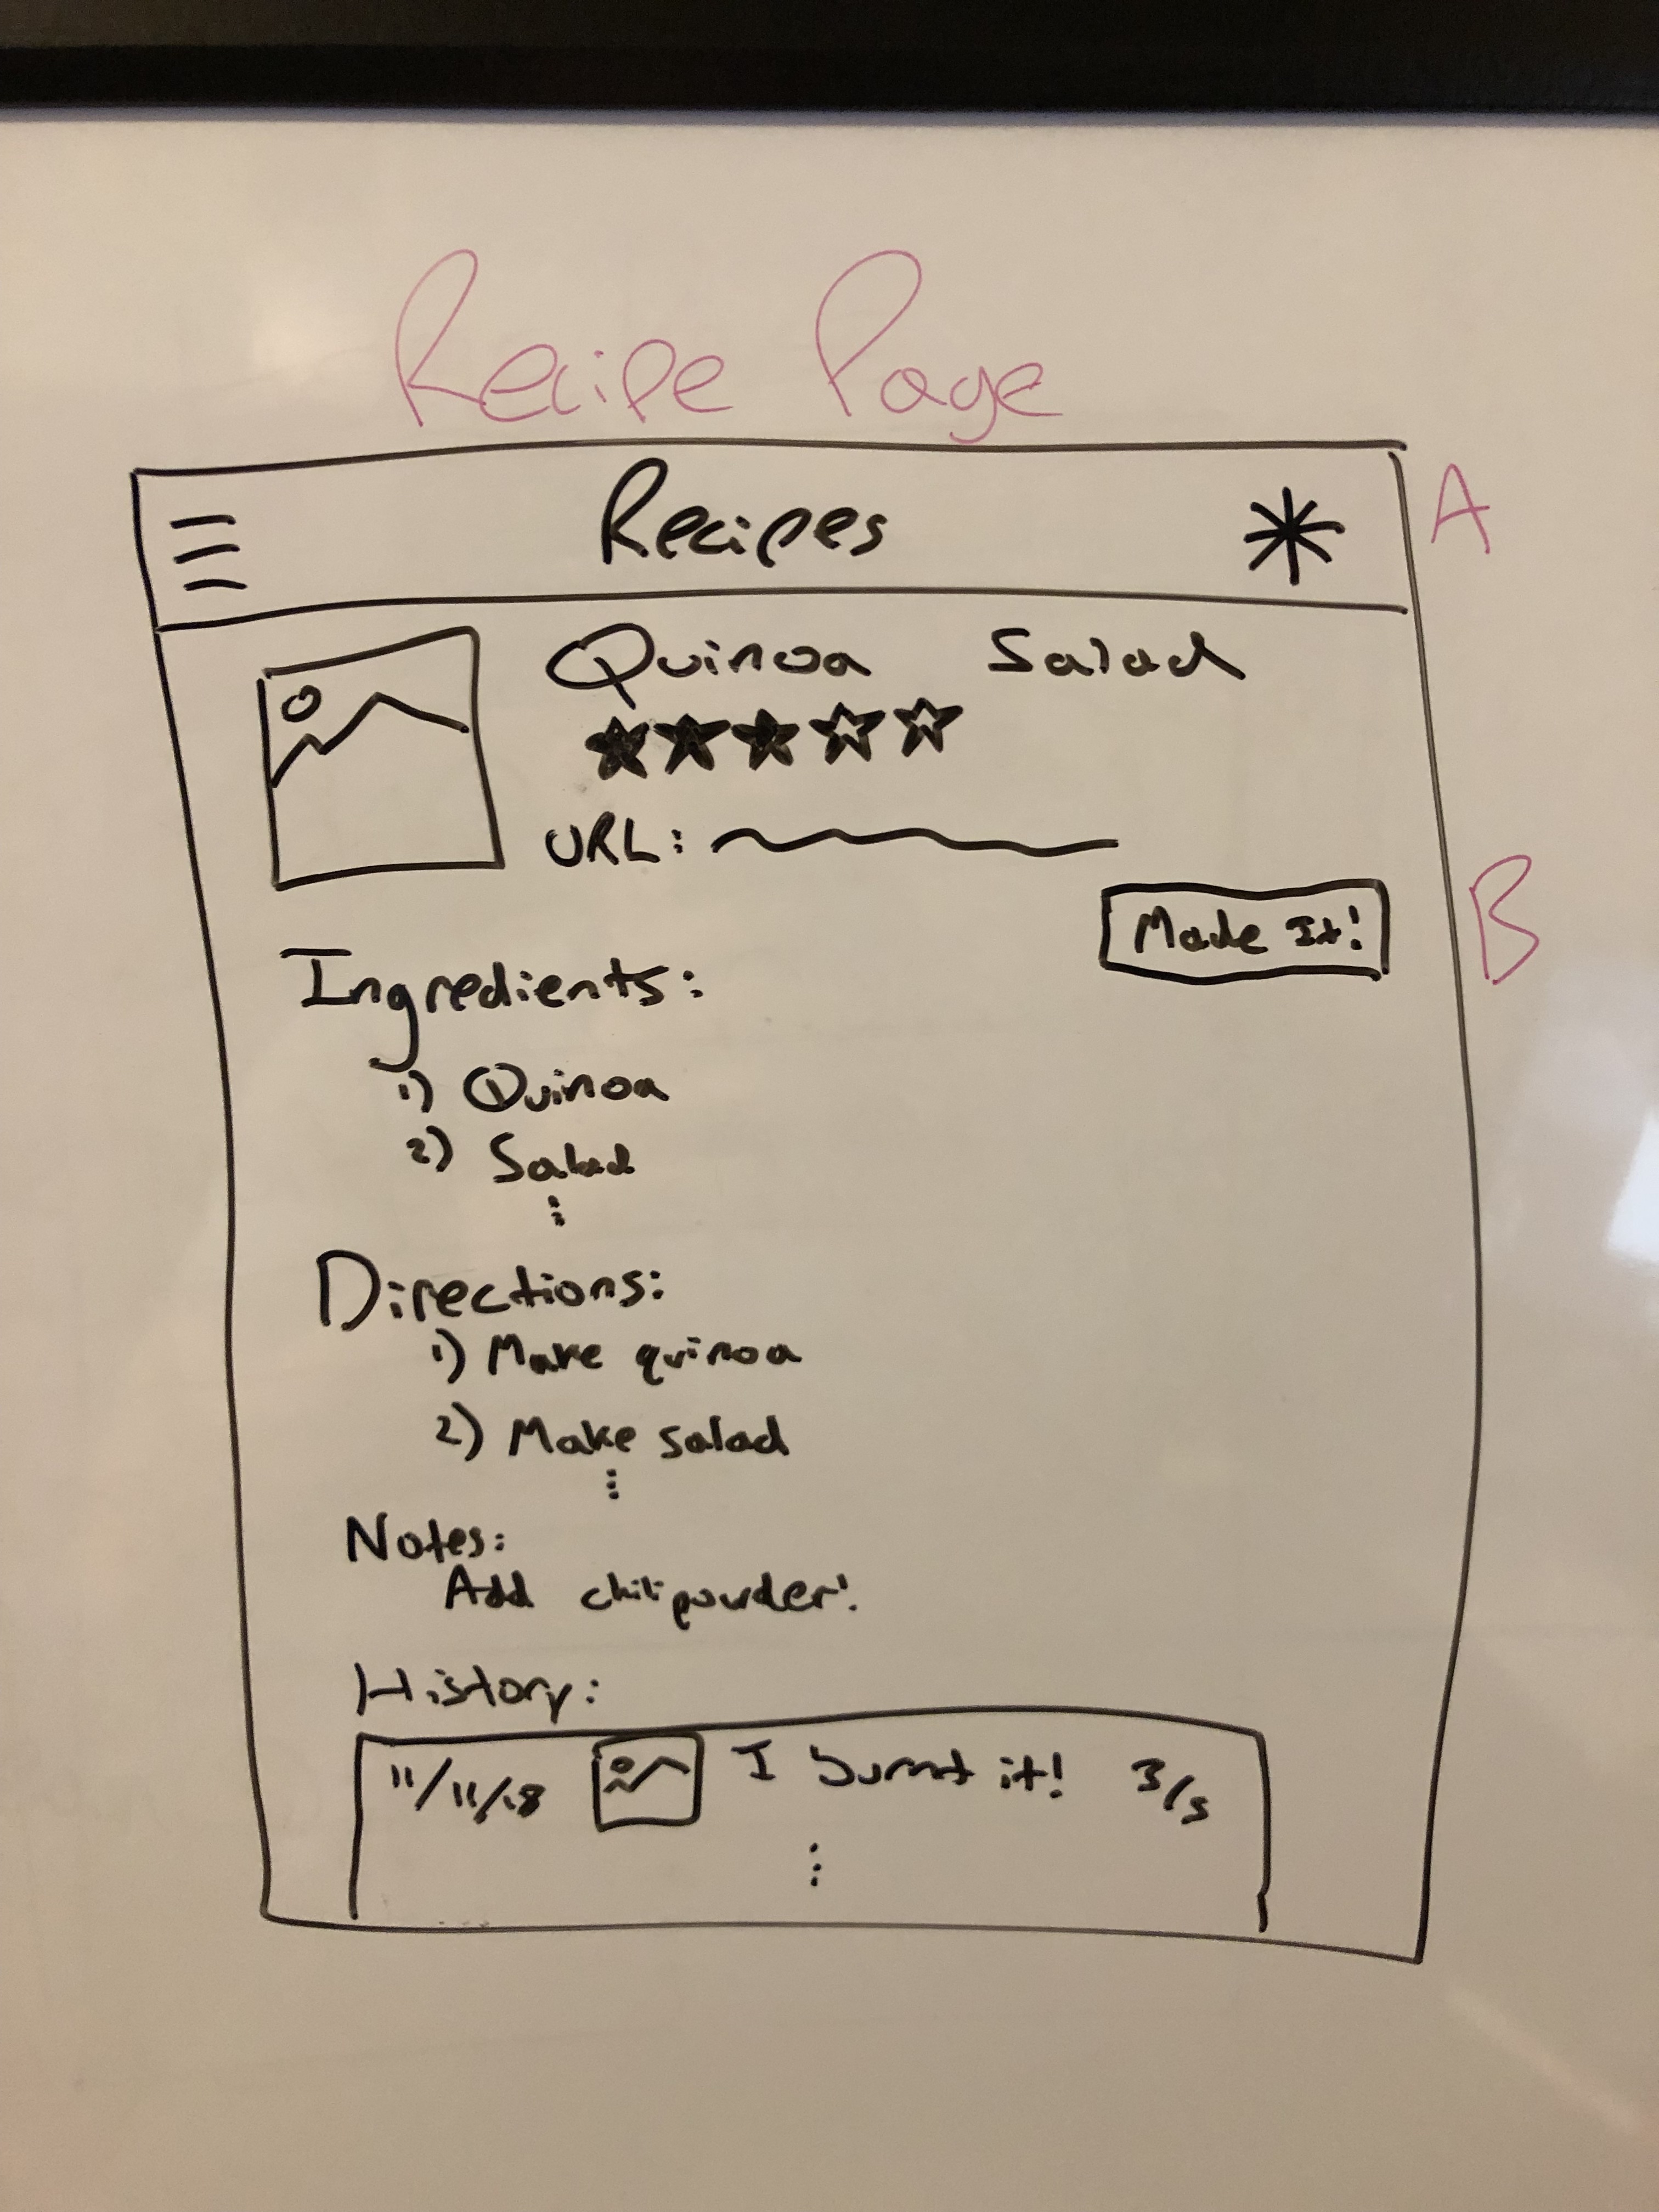 Recipe Page
Recipes
A
Quinoa Salad
URL:
Made It!
B
Ingredients:
1) Quinoa
2) Salad
Directions:
1) Make quinoa
2) Make salad
Notes:
Add chili powder!
History:
11/11/18 I burnt it! 3/5